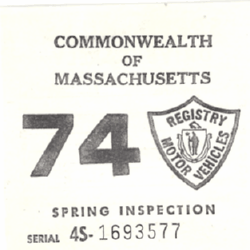 COMMONWEALTH
OF
MASSACHUSETTS
74
REGISTRY
MOTOR
VEHICLES
SPRING INSPECTION
SERIAL 4S-1693577